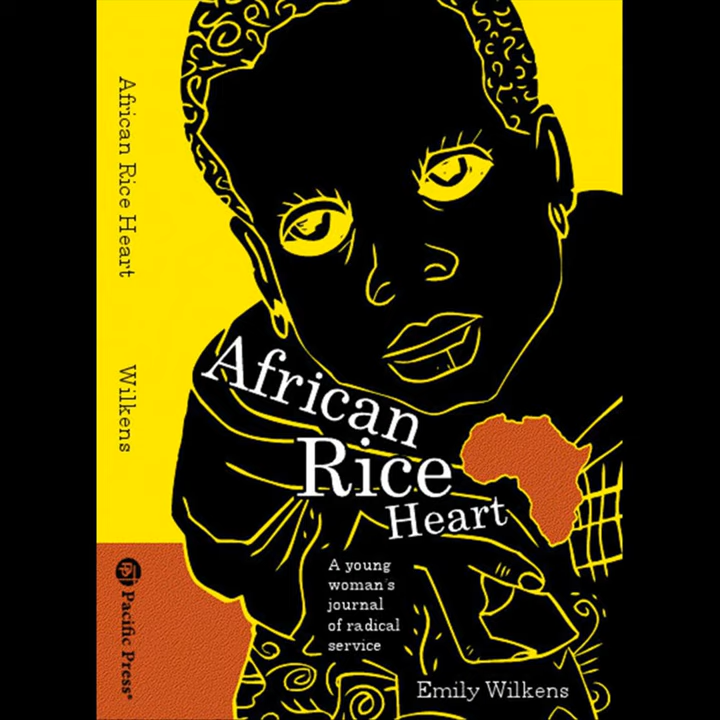 African Rice Heart
Wilkens
Pacific Press®
African
Rice
Heart
A young
woman's
journal
of radical
service
Emily Wilkens